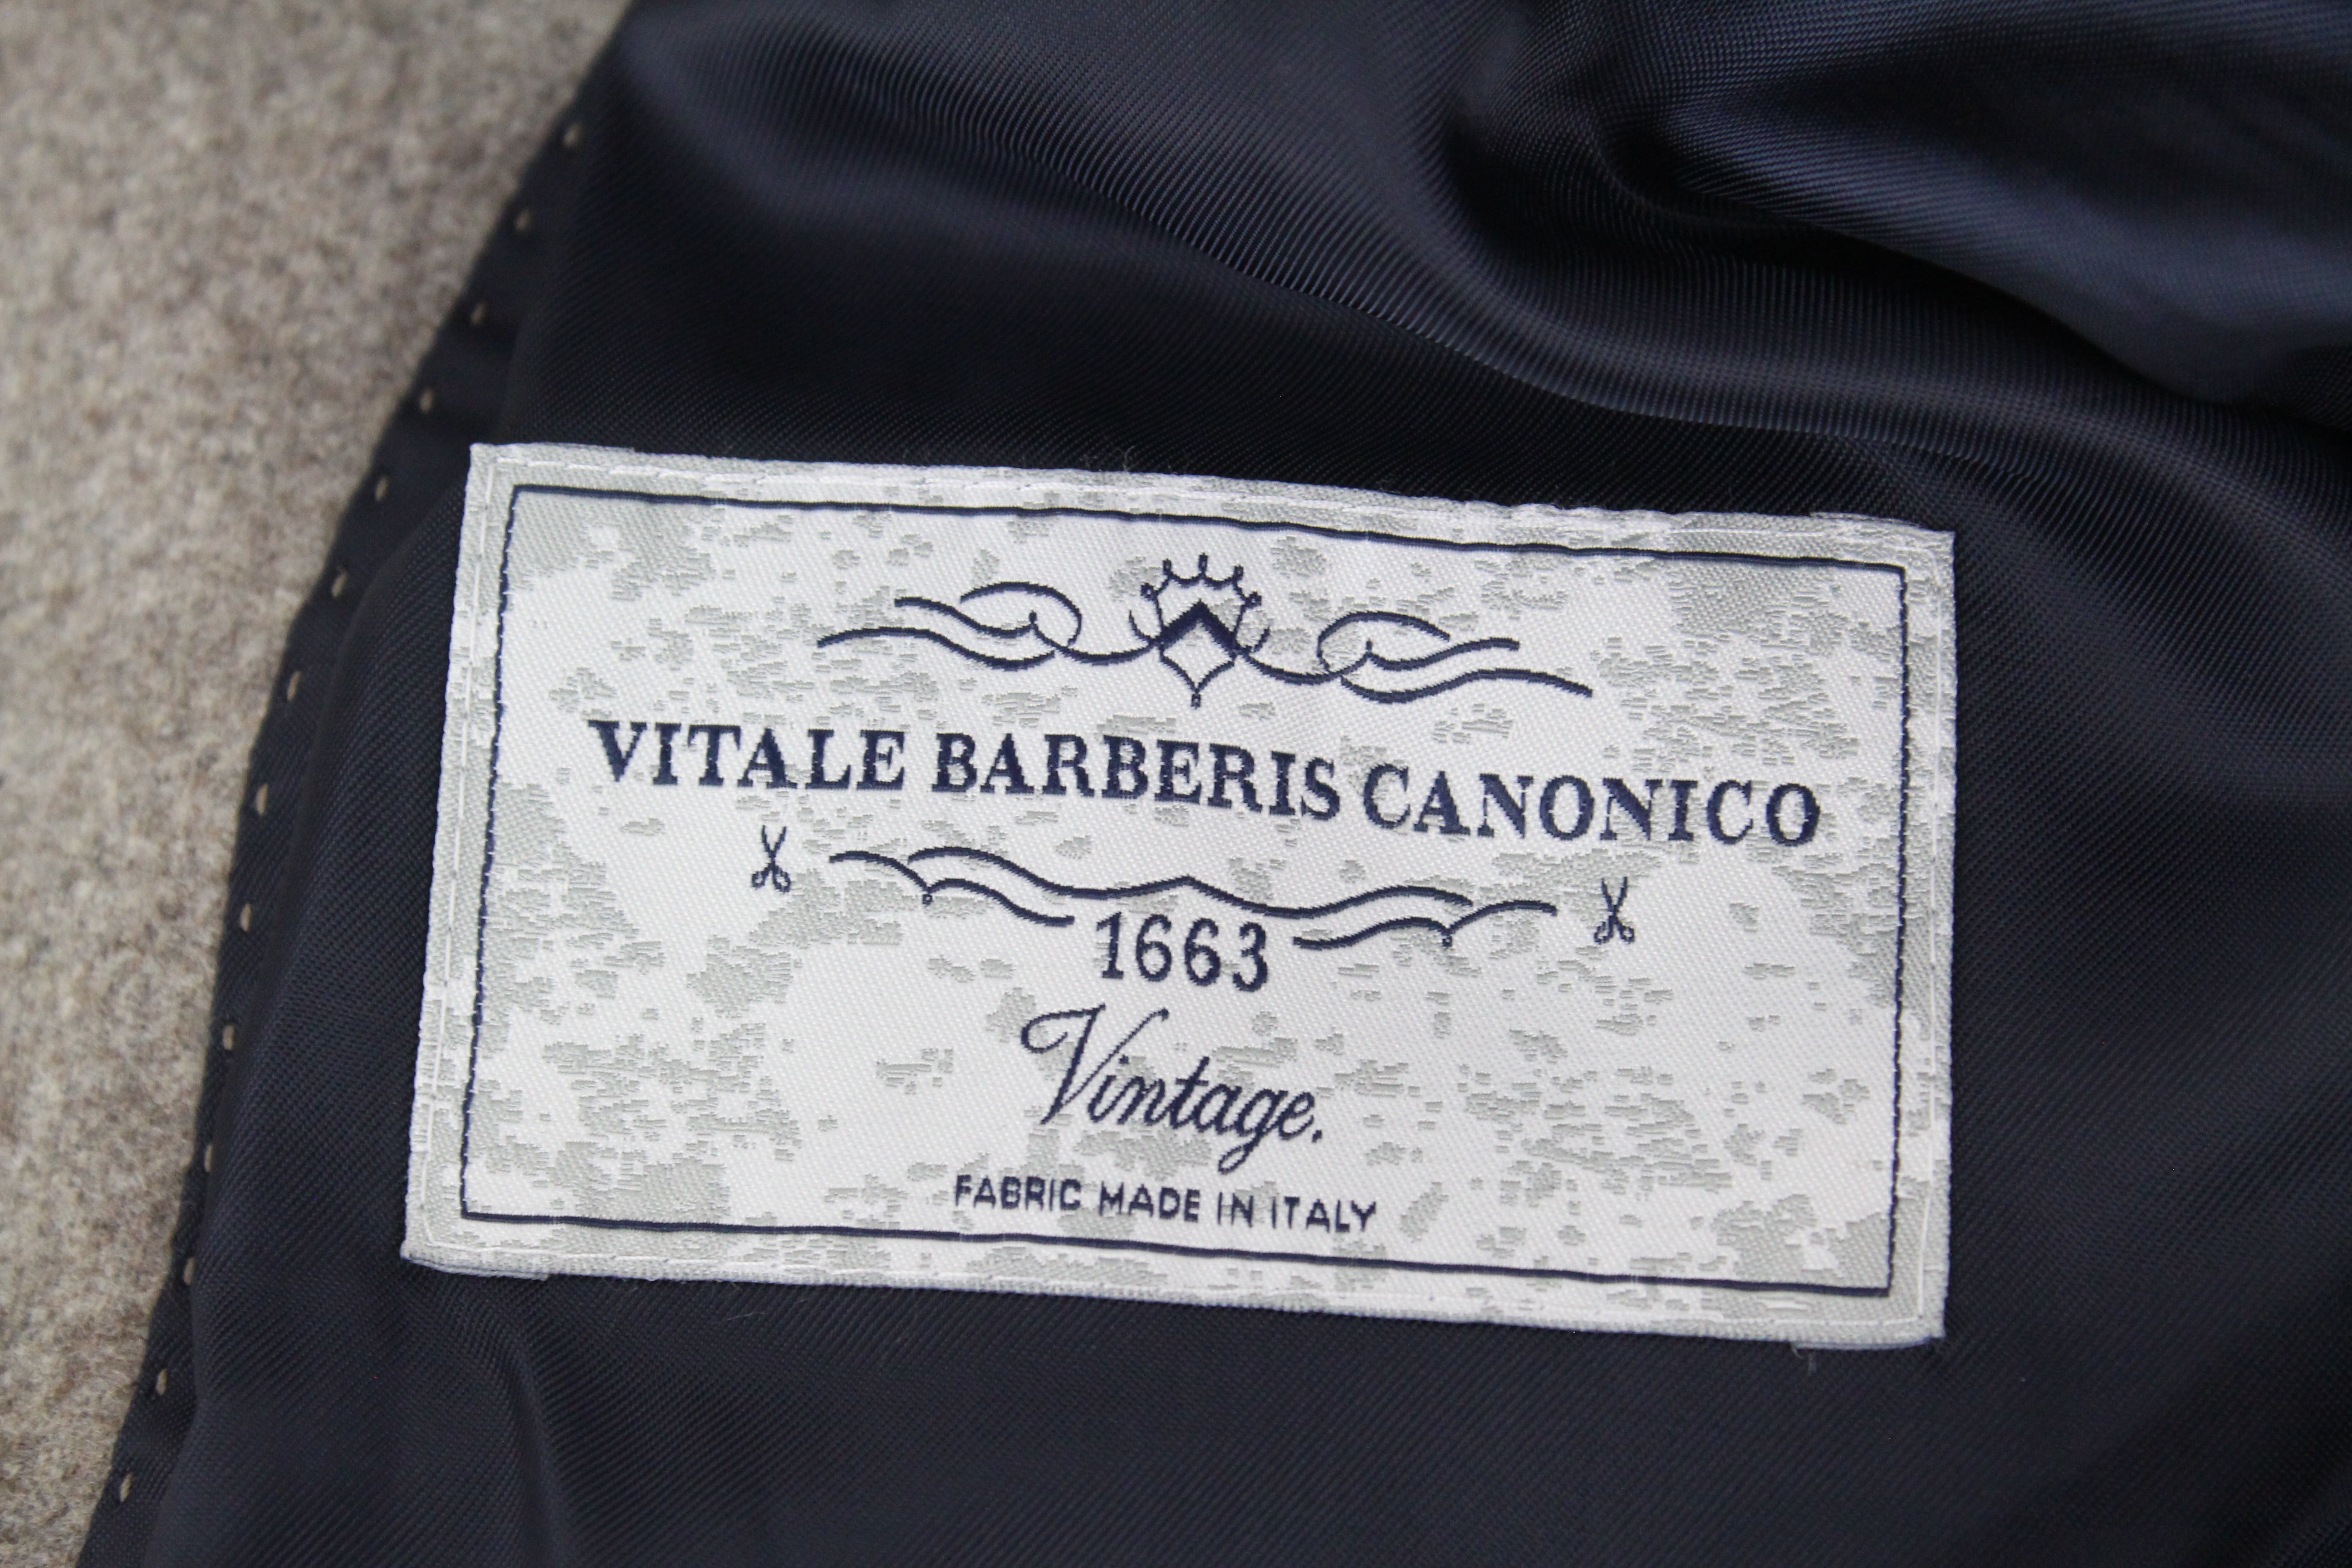 VITALE BARBERIS CANONICO
1663
Vintage.
FABRIC MADE IN ITALY